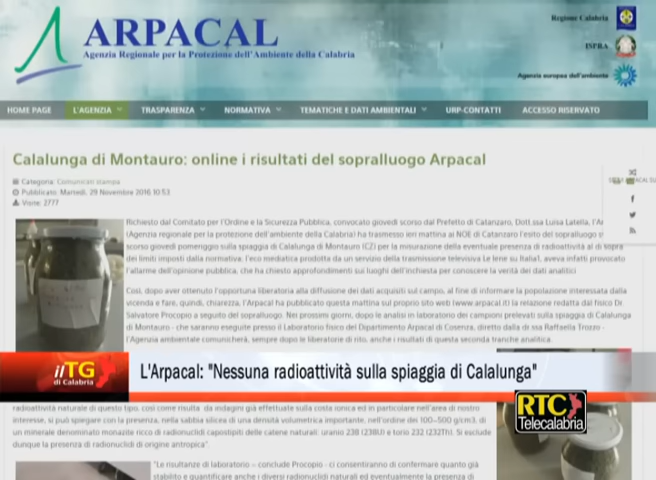 ARPACAL
Agenzia Regionale per la Protezione dell'Ambiente della Calabria
Regione Calabria
ISPRA
Agenzia europea dell'ambiente
HOME PAGE L'AGENZIA TRASPARENZA NORMATIVA TEMATICHE E DATI AMBIENTALI URP-CONTATTI ACCESSO RISERVATO
Calalunga di Montauro: online i risultati del sopralluogo Arpacal
Categoria: Comunicati stampa
Pubblicato: Martedì, 29 Novembre 2016 10:53
Visite: 2777
Richiesto dal Comitato per l'Ordine e la Sicurezza Pubblica, convocato giovedì scorso dal Prefetto di Catanzaro, Dott.ssa Luisa Latella, l'Ar
(Agenzia regionale per la protezione dell'ambiente della Calabria) ha trasmesso ieri mattina al NOE di Catanzaro l'esito del sopralluogo
scorso giovedì pomeriggio sulla spiaggia di Calalunga di Montauro (CZ) per la misurazione della eventuale presenza di radioattività al di sopra
dei limiti imposti dalla normativa; l'eco mediatica prodotta da un servizio della trasmissione televisiva Le Iene su Italia1, aveva infatti provocato
l'allarme dell'opinione pubblica, che ha chiesto approfondimenti sui luoghi dell'inchiesta per conoscere la verità dei dati analitici
Così, dopo aver ottenuto l'opportuna liberatoria alla diffusione dei dati acquisiti sul campo, al fine di informare la popolazione interessata dalla
vicenda e fare, quindi, chiarezza, l'Arpacal ha pubblicato questa mattina sul proprio sito web (www.arpacal.it) la relazione redatta dal fisico Dr.
Salvatore Procopio a seguito del sopralluogo. Nei prossimi giorni, dopo le analisi in laboratorio dei campioni prelevati sulla spiaggia di Calalunga
di Montauro - che saranno eseguite presso il Laboratorio fisico del Dipartimento Arpacal di Cosenza, diretto dalla dr.ssa Raffaella Trozzo -
l'Agenzia ambientale comunicherà, sempre dopo le liberatorie di rito, anche i risultati di questa seconda tranche analitica.
ilTG
di Calabria
L'Arpacal: "Nessuna radioattività sulla spiaggia di Calalunga"
RTC
Telecalabria
radioattività naturale di questo tipo, così come risulta da indagini già effettuate sulla costa ionica ed in particolare nell'area di nostro
interesse, si può spiegare con la presenza, nella sabbia silicea di una densità volumetrica importante, nell'ordine dei 100-500 g/cm3, di
un minerale denominato monazite ricco di radionuclidi capostipiti delle catene naturali: uranio 238 (238U) e torio 232 (232Th). Si esclude
dunque la presenza di radionuclidi di origine antropica".
"Le risultanze di laboratorio – conclude Procopio – ci consentiranno di confermare quanto già
stabilito e quantificare anche i diversi radionuclidi naturali ed eventualmente la presenza di